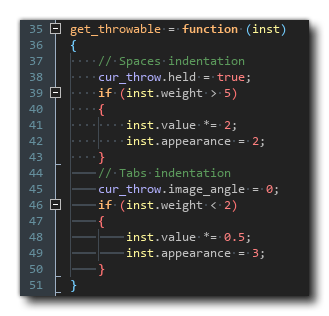 35 get_throwable = function (inst)
36 {
37 // Spaces indentation
38 cur_throw.held = true;
39 if (inst.weight > 5)
40 {
41 inst.value *= 2;
42 inst.appearance = 2;
43 }
44 // Tabs indentation
45 cur_throw.image_angle = 0;
46 if (inst.weight < 2)
47 {
48 inst.value *= 0.5;
49 inst.appearance = 3;
50 }
51 }